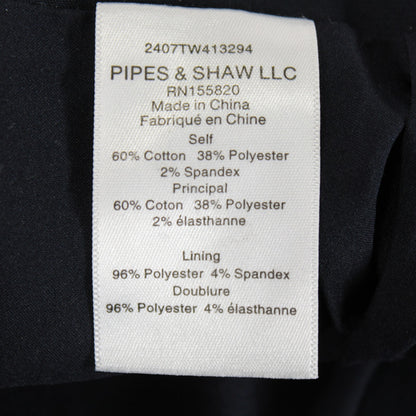 2407TW413294
PIPES & SHAW LLC
RN155820
Made in China
Fabriqué en Chine
Self
60% Cotton 38% Polyester
2% Spandex
Principal
60% Cotton 38% Polyester
2% élasthanne
Lining
96% Polyester 4% Spandex
Doublure
96% Polyester 4% élasthanne